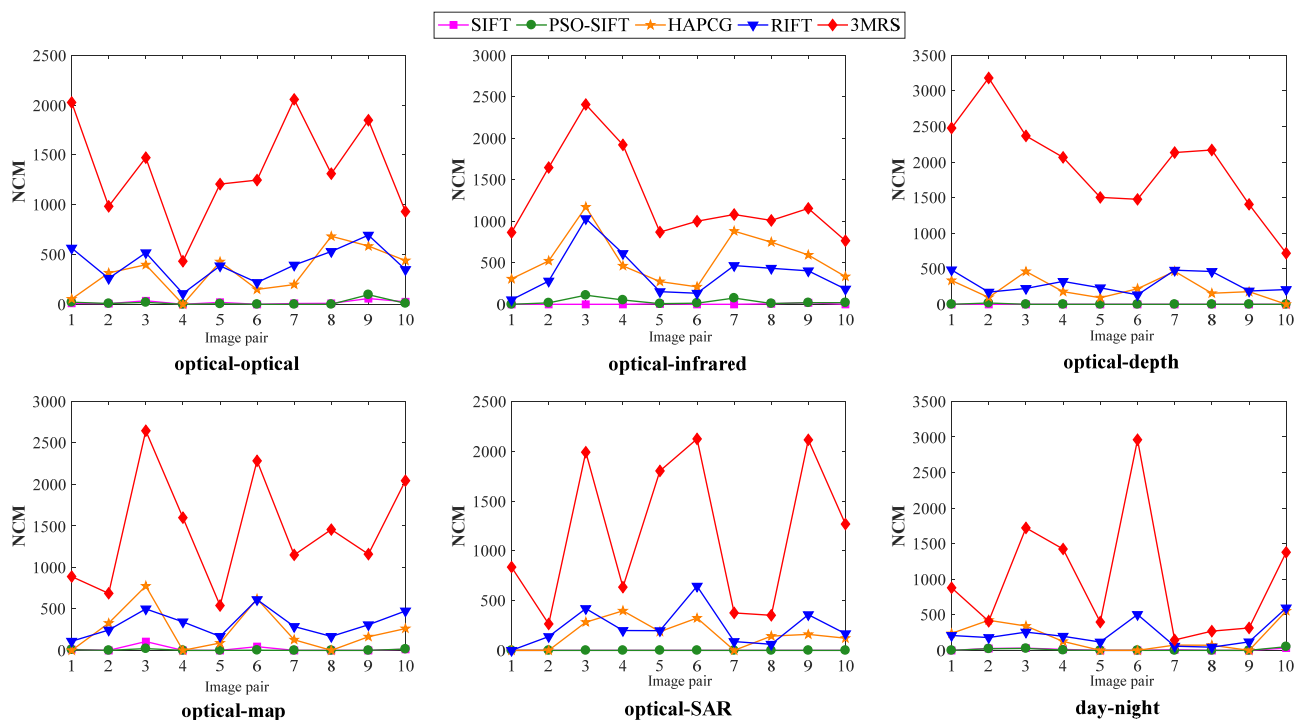 SIFT PSO-SIFT HAPCG RIFT 3MRS
2500
2000
1500
1000
500
0
NCM
1 2 3 4 5 6 7 8 9 10
Image pair
optical-optical
3000
2500
2000
1500
1000
500
0
NCM
1 2 3 4 5 6 7 8 9 10
Image pair
optical-infrared
3500
3000
2500
2000
1500
1000
500
0
NCM
1 2 3 4 5 6 7 8 9 10
Image pair
optical-depth
3000
2500
2000
1500
1000
500
0
NCM
1 2 3 4 5 6 7 8 9 10
Image pair
optical-map
2500
2000
1500
1000
500
0
NCM
1 2 3 4 5 6 7 8 9 10
Image pair
optical-SAR
3500
3000
2500
2000
1500
1000
500
0
NCM
1 2 3 4 5 6 7 8 9 10
Image pair
day-night